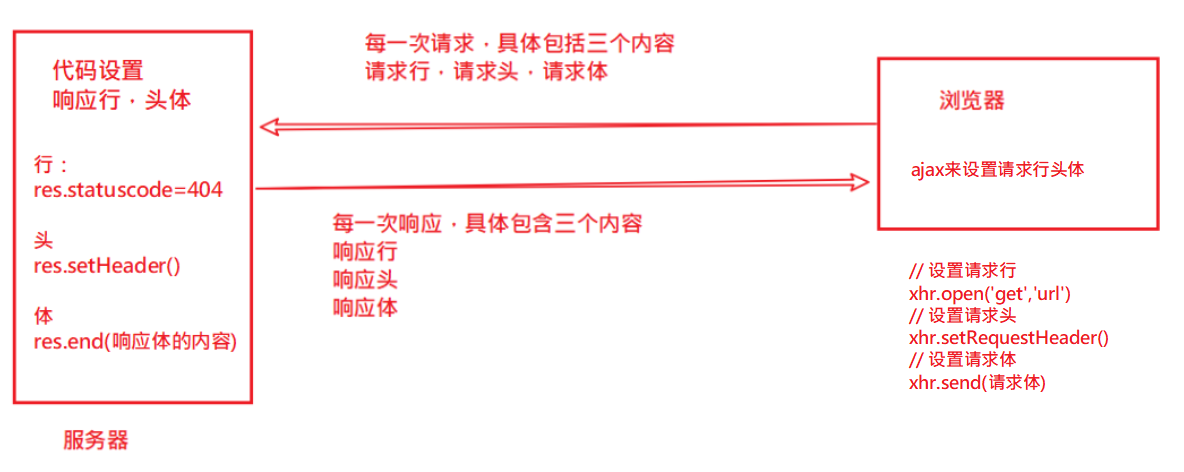 代码设置
响应行，头体
行：
res.statuscode=404
头
res.setHeader()
体
res.end(响应体的内容)
服务器
每一次请求，具体包括三个内容
请求行，请求头，请求体
每一次响应，具体包含三个内容
响应行
响应头
响应体
浏览器
ajax来设置请求行头体
// 设置请求行
xhr.open('get','url')
// 设置请求头
xhr.setRequestHeader()
// 设置请求体
xhr.send(请求体)